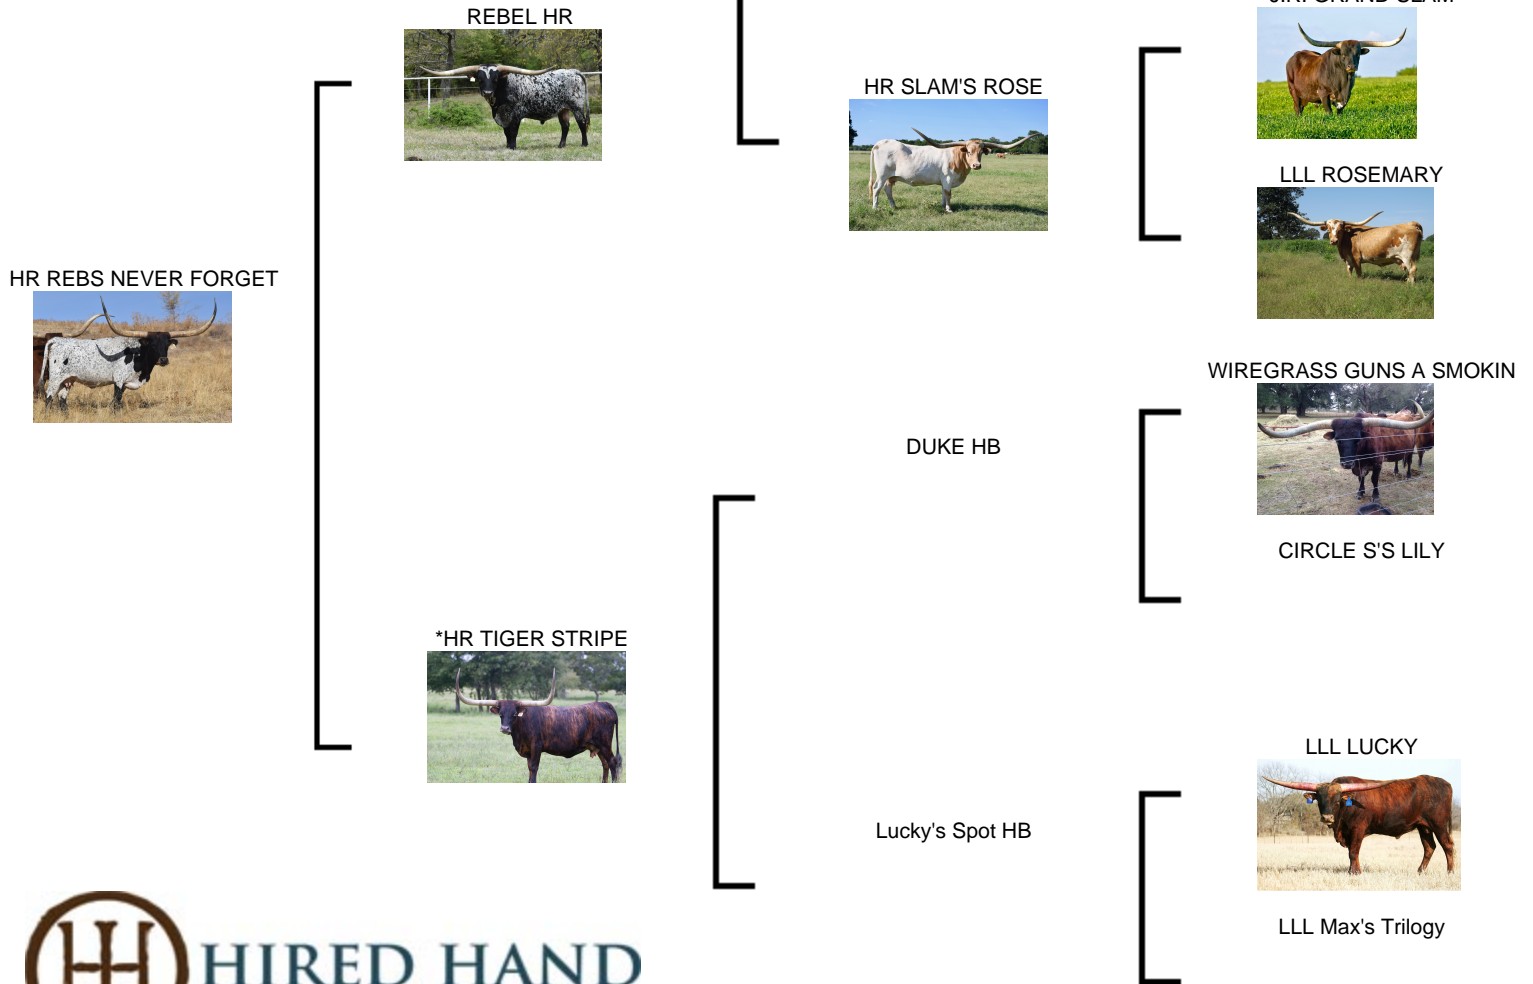 REBEL HR
HR SLAM'S ROSE
LLL ROSEMARY
HR REBS NEVER FORGET
WIREGRASS GUNS A SMOKIN
DUKE HB
CIRCLE S'S LILY
*HR TIGER STRIPE
LLL LUCKY
Lucky's Spot HB
LLL Max's Trilogy
HIRED HAND